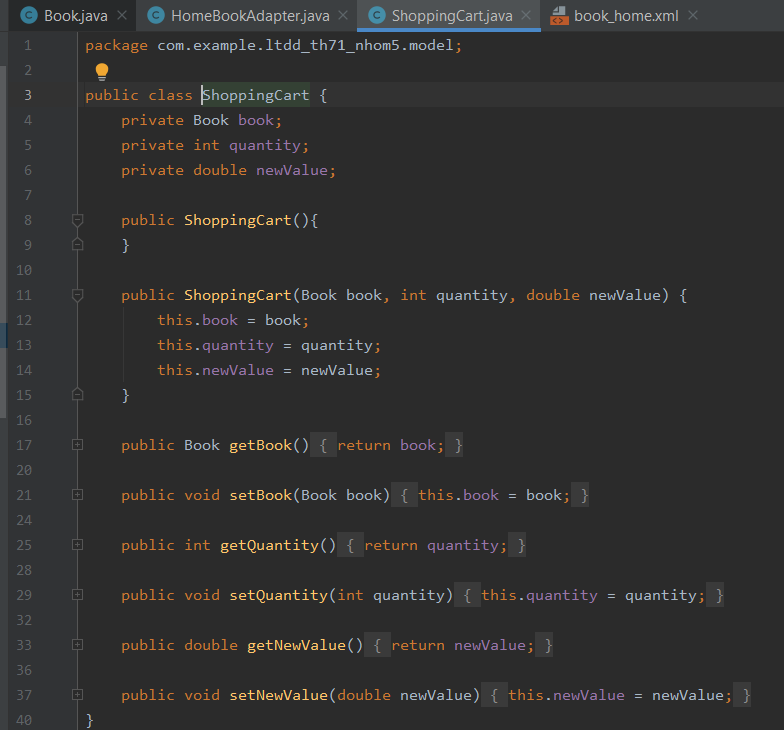 Book.java HomeBookAdapter.java ShoppingCart.java book_home.xml
1 package com.example.ltdd_th71_nhom5.model;
2
3 public class ShoppingCart {
4 private Book book;
5 private int quantity;
6 private double newValue;
7
8 public ShoppingCart(){
9 }
10
11 public ShoppingCart(Book book, int quantity, double newValue) {
12 this.book = book;
13 this.quantity = quantity;
14 this.newValue = newValue;
15 }
16
17 public Book getBook() { return book; }
20
21 public void setBook(Book book) { this.book = book; }
24
25 public int getQuantity() { return quantity; }
28
29 public void setQuantity(int quantity) { this.quantity = quantity; }
32
33 public double getNewValue() { return newValue; }
36
37 public void setNewValue(double newValue) { this.newValue = newValue; }
40 }